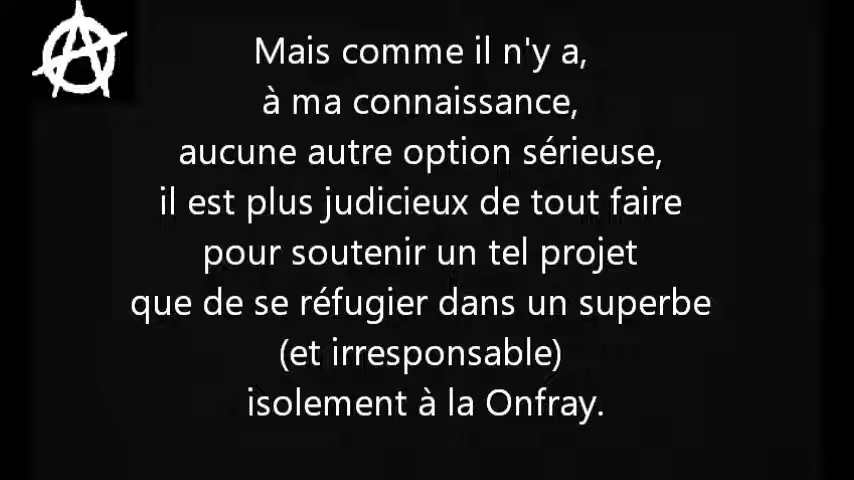 Mais comme il n'y a,
à ma connaissance,
aucune autre option sérieuse,
il est plus judicieux de tout faire
pour soutenir un tel projet
que de se réfugier dans un superbe
(et irresponsable)
isolement à la Onfray.